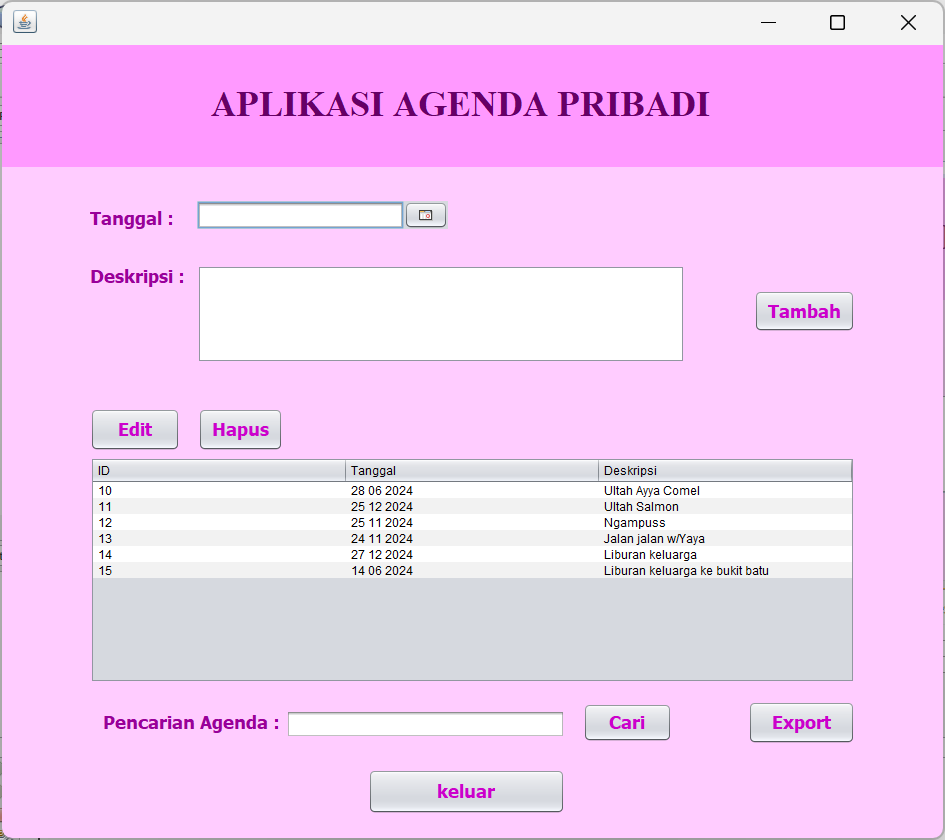 APLIKASI AGENDA PRIBADI
Tanggal :
Deskripsi :
Tambah
Edit Hapus
ID Tanggal Deskripsi
10 28 06 2024 Ultah Ayya Comel
11 25 12 2024 Ultah Salmon
12 25 11 2024 Ngampuss
13 24 11 2024 Jalan jalan w/Yaya
14 27 12 2024 Liburan keluarga
15 14 06 2024 Liburan keluarga ke bukit batu
Pencarian Agenda : Cari Export
keluar